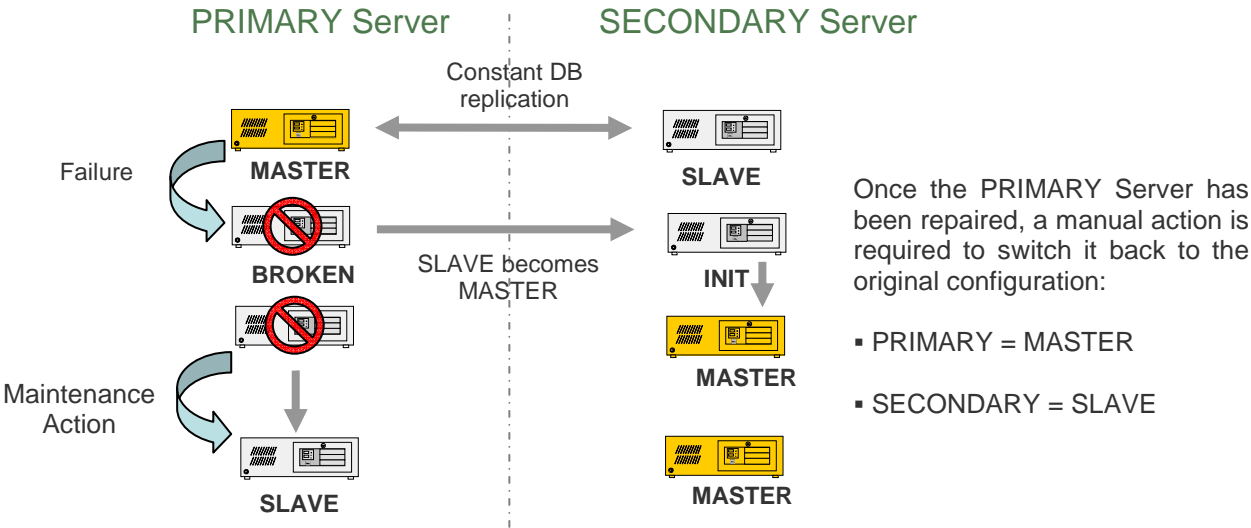 PRIMARY Server
SECONDARY Server
Constant DB
replication
Failure
MASTER
SLAVE
BROKEN
SLAVE becomes
MASTER
INIT
MASTER
Maintenance
Action
SLAVE
MASTER
Once the PRIMARY Server has
been repaired, a manual action is
required to switch it back to the
original configuration:
▪ PRIMARY = MASTER
▪ SECONDARY = SLAVE